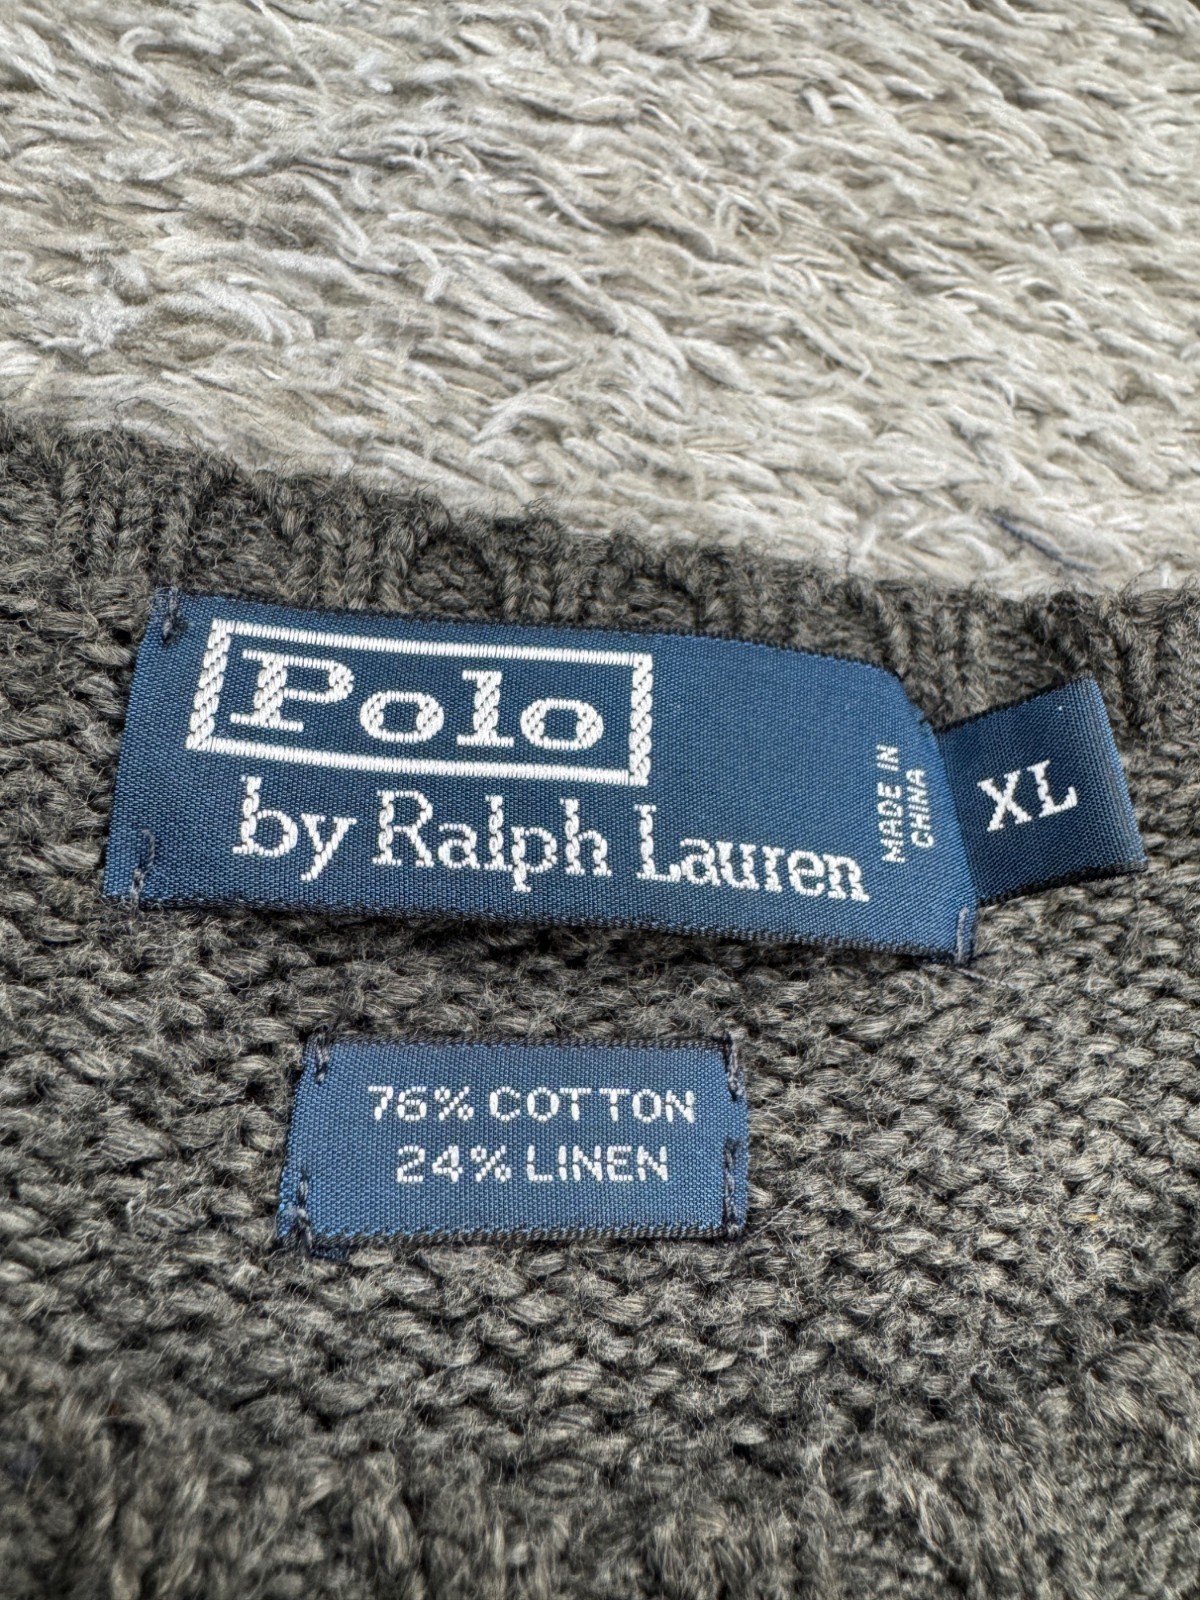 Polo
by Ralph Lauren
MADE IN
CHINA
XL
76% COTTON
24% LINEN